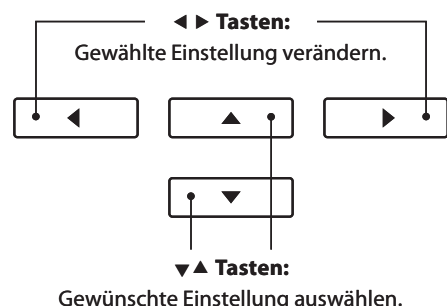 ◀ ▶ Tasten:
Gewählte Einstellung verändern.
◀
▲
▶
▼
▼▲ Tasten:
Gewünschte Einstellung auswählen.